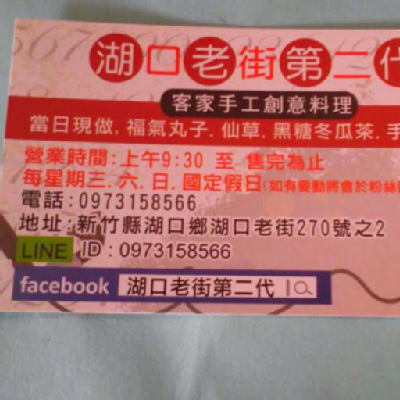 湖口老街第二代
客家手工創意料理
當日現做.福氣丸子.仙草.黑糖冬瓜茶.手
營業時間:上午9:30 至 售完為止
每星期三.六.日.國定假日(如有變動將會於粉絲
電話:0973158566
地址:新竹縣湖口鄉湖口老街270號之2
LINE ID:0973158566
facebook 湖口老街第二代